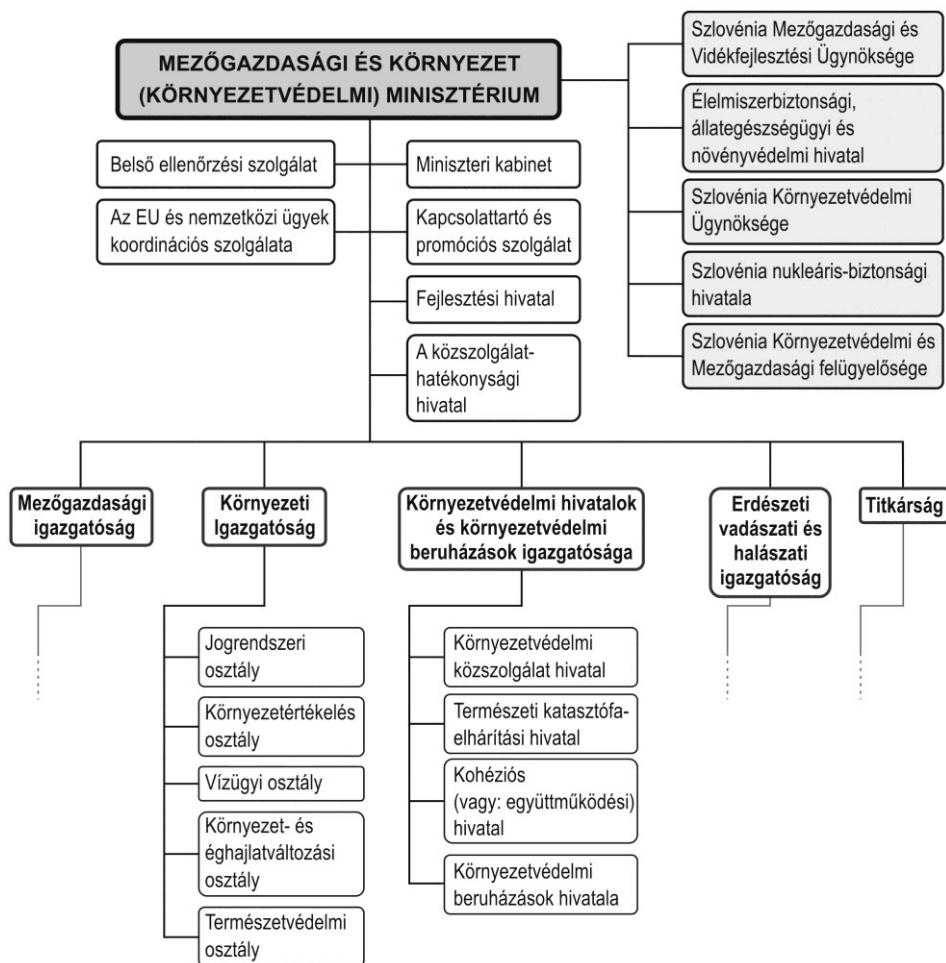 MEZŐGAZDASÁGI ÉS KÖRNYEZET
(KÖRNYEZETVÉDELMI) MINISZTÉRIUM
Szlovénia Mezőgazdasági és
Vidékfejlesztési Ügynöksége
Élelmiszerbiztonsági,
állategészségügyi és
növényvédelmi hivatal
Szlovénia Környezetvédelmi
Ügynöksége
Szlovénia nukleáris-biztonsági
hivatala
Szlovénia Környezetvédelmi és
Mezőgazdasági felügyelősége
Belső ellenőrzési szolgálat
Miniszteri kabinet
Az EU és nemzetközi ügyek
koordinációs szolgálata
Kapcsolattartó és
promóciós szolgálat
Fejlesztési hivatal
A közszolgálat-
hatékonysági
hivatal
Mezőgazdasági
igazgatóság
Környezeti
Igazgatóság
Környezetvédelmi hivatalok
és környezetvédelmi
beruházások igazgatósága
Erdészeti
vadászati és
halászati
igazgatóság
Titkárság
Jogrendszeri
osztály
Környezetértékelés
osztály
Vízügyi osztály
Környezet- és
éghajlatváltozási
osztály
Természetvédelmi
osztály
Környezetvédelmi
közszolgálat hivatal
Természeti katasztófa-
elhárítási hivatal
Kohéziós
(vagy: együttműködési)
hivatal
Környezetvédelmi
beruházások hivatala